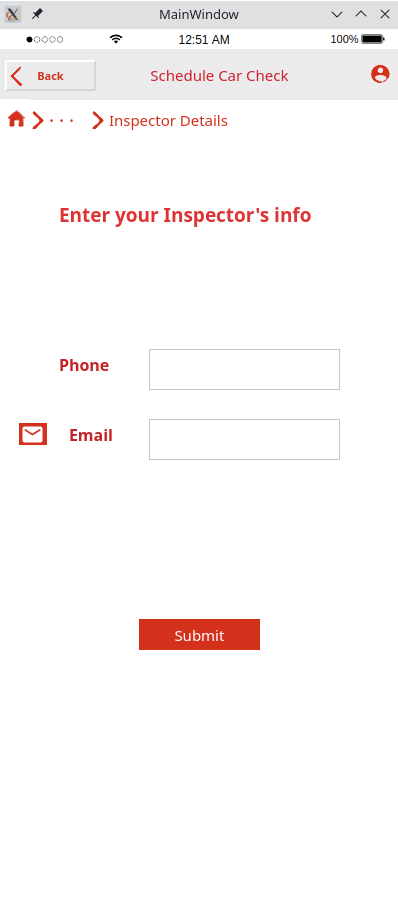 MainWindow
12:51 AM
100%
Back
Schedule Car Check
· · ·
Inspector Details
Enter your Inspector's info
Phone
Email
Submit